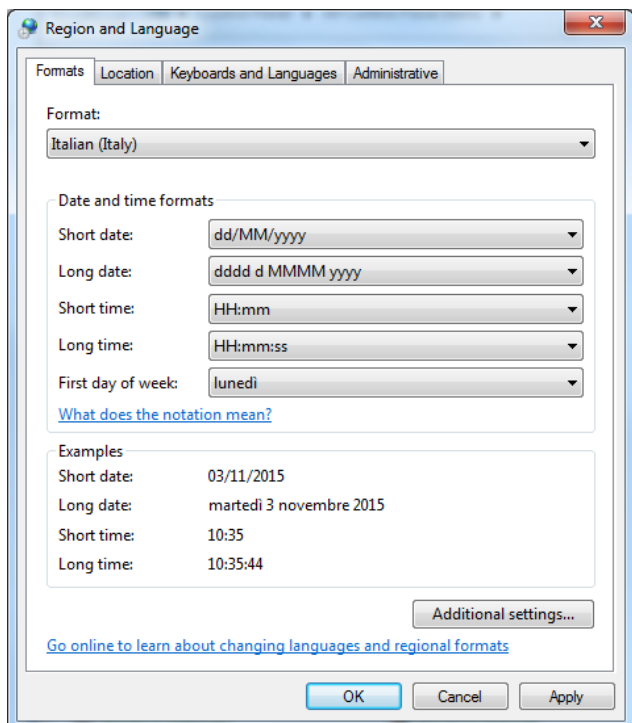 Region and Language
Formats Location Keyboards and Languages Administrative
Format:
Italian (Italy)
Date and time formats
Short date: dd/MM/yyyy
Long date: dddd d MMMM yyyy
Short time: HH:mm
Long time: HH:mm:ss
First day of week: lunedì
What does the notation mean?
Examples
Short date: 03/11/2015
Long date: martedì 3 novembre 2015
Short time: 10:35
Long time: 10:35:44
Additional settings...
Go online to learn about changing languages and regional formats
OK Cancel Apply